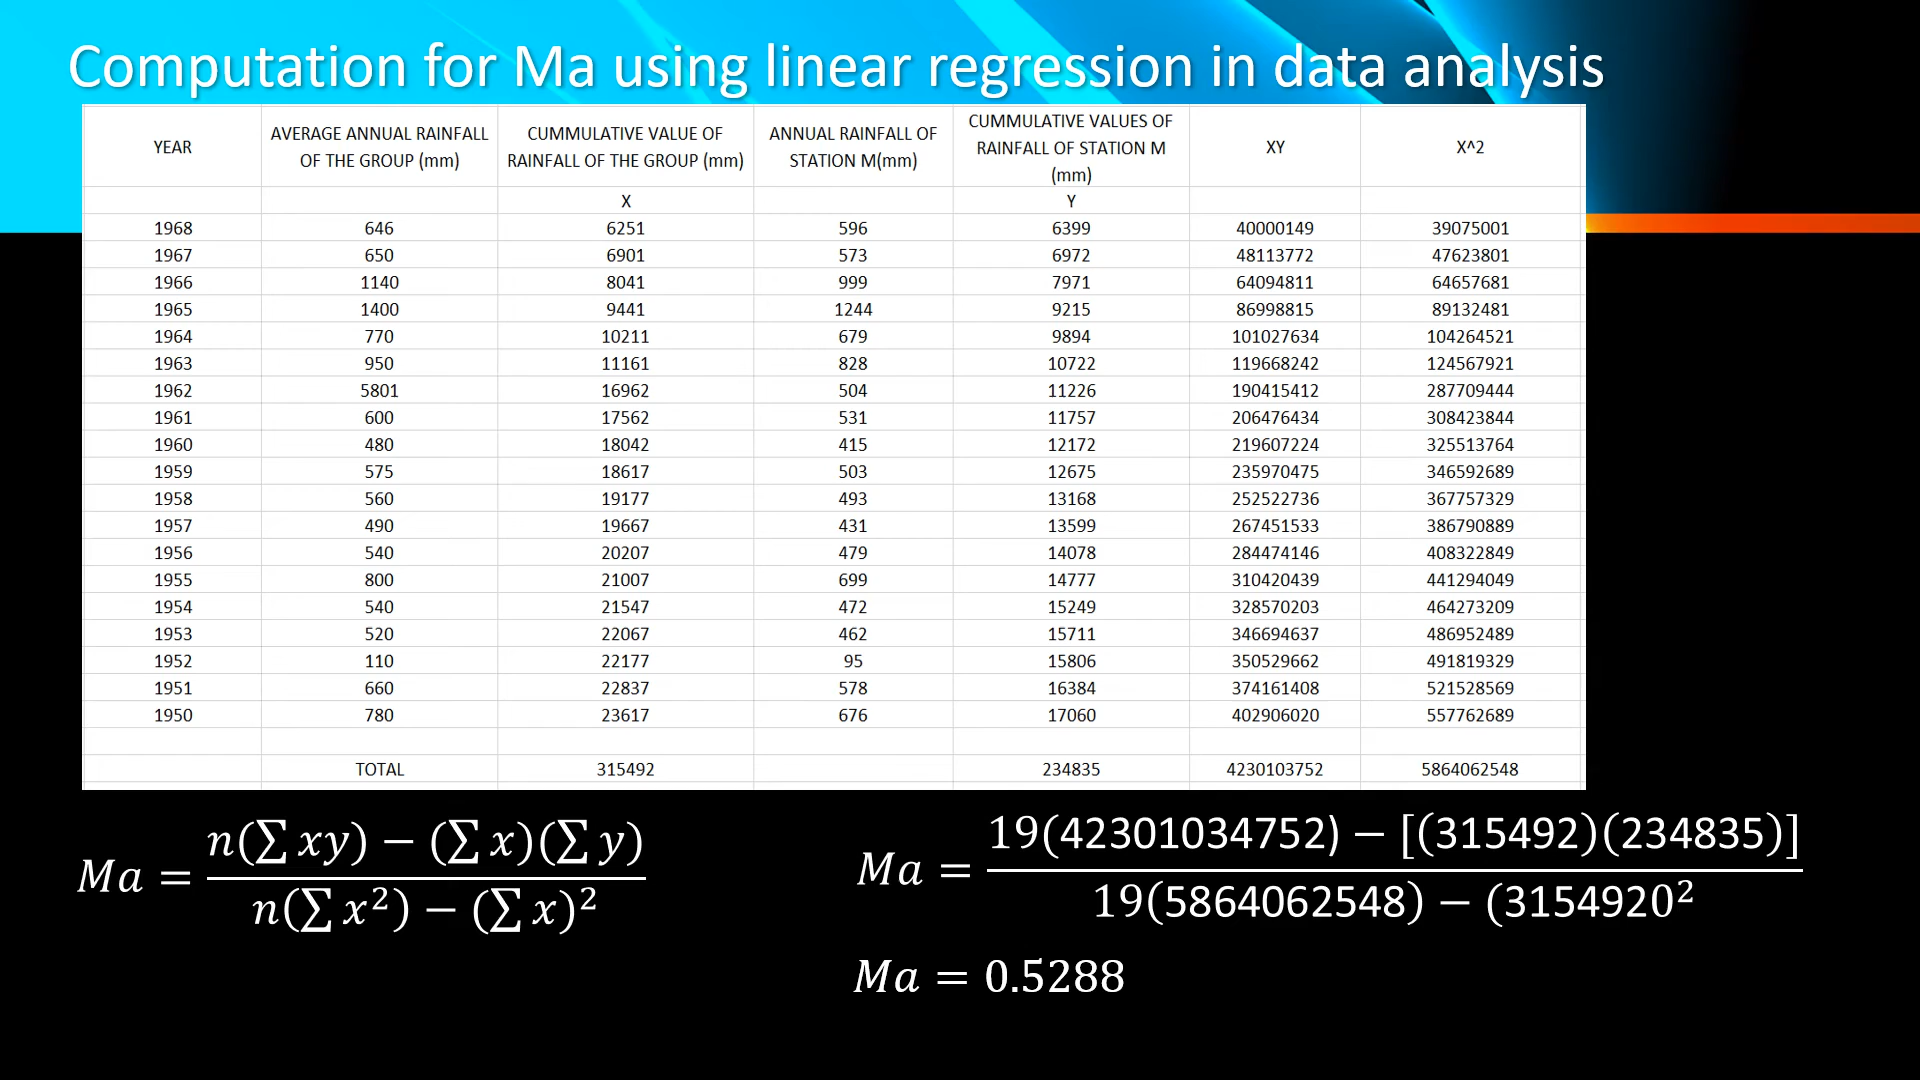 Computation for Ma using linear regression in data analysis
YEAR AVERAGE ANNUAL RAINFALL OF THE GROUP (mm) CUMMULATIVE VALUE OF RAINFALL OF THE GROUP (mm) ANNUAL RAINFALL OF STATION M(mm) CUMMULATIVE VALUES OF RAINFALL OF STATION M (mm) XY X^2
X Y
1968 646 6251 596 6399 40000149 39075001
1967 650 6901 573 6972 48113772 47623801
1966 1140 8041 999 7971 64094811 64657681
1965 1400 9441 1244 9215 86998815 89132481
1964 770 10211 679 9894 101027634 104264521
1963 950 11161 828 10722 119668242 124567921
1962 5801 16962 504 11226 190415412 287709444
1961 600 17562 531 11757 206476434 308423844
1960 480 18042 415 12172 219607224 325513764
1959 575 18617 503 12675 235970475 346592689
1958 560 19177 493 13168 252522736 367757329
1957 490 19667 431 13599 267451533 386790889
1956 540 20207 479 14078 284474146 408322849
1955 800 21007 699 14777 310420439 441294049
1954 540 21547 472 15249 328570203 464273209
1953 520 22067 462 15711 346694637 486952489
1952 110 22177 95 15806 350529662 491819329
1951 660 22837 578 16384 374161408 521528569
1950 780 23617 676 17060 402906020 557762689
TOTAL 315492 234835 4230103752 5864062548
Ma = n(∑ xy) − (∑ x)(∑ y) / n(∑ x²) − (∑ x)²
Ma = 19(42301034752) − [(315492)(234835)] / 19(5864062548) − (3154920²
Ma = 0.5288